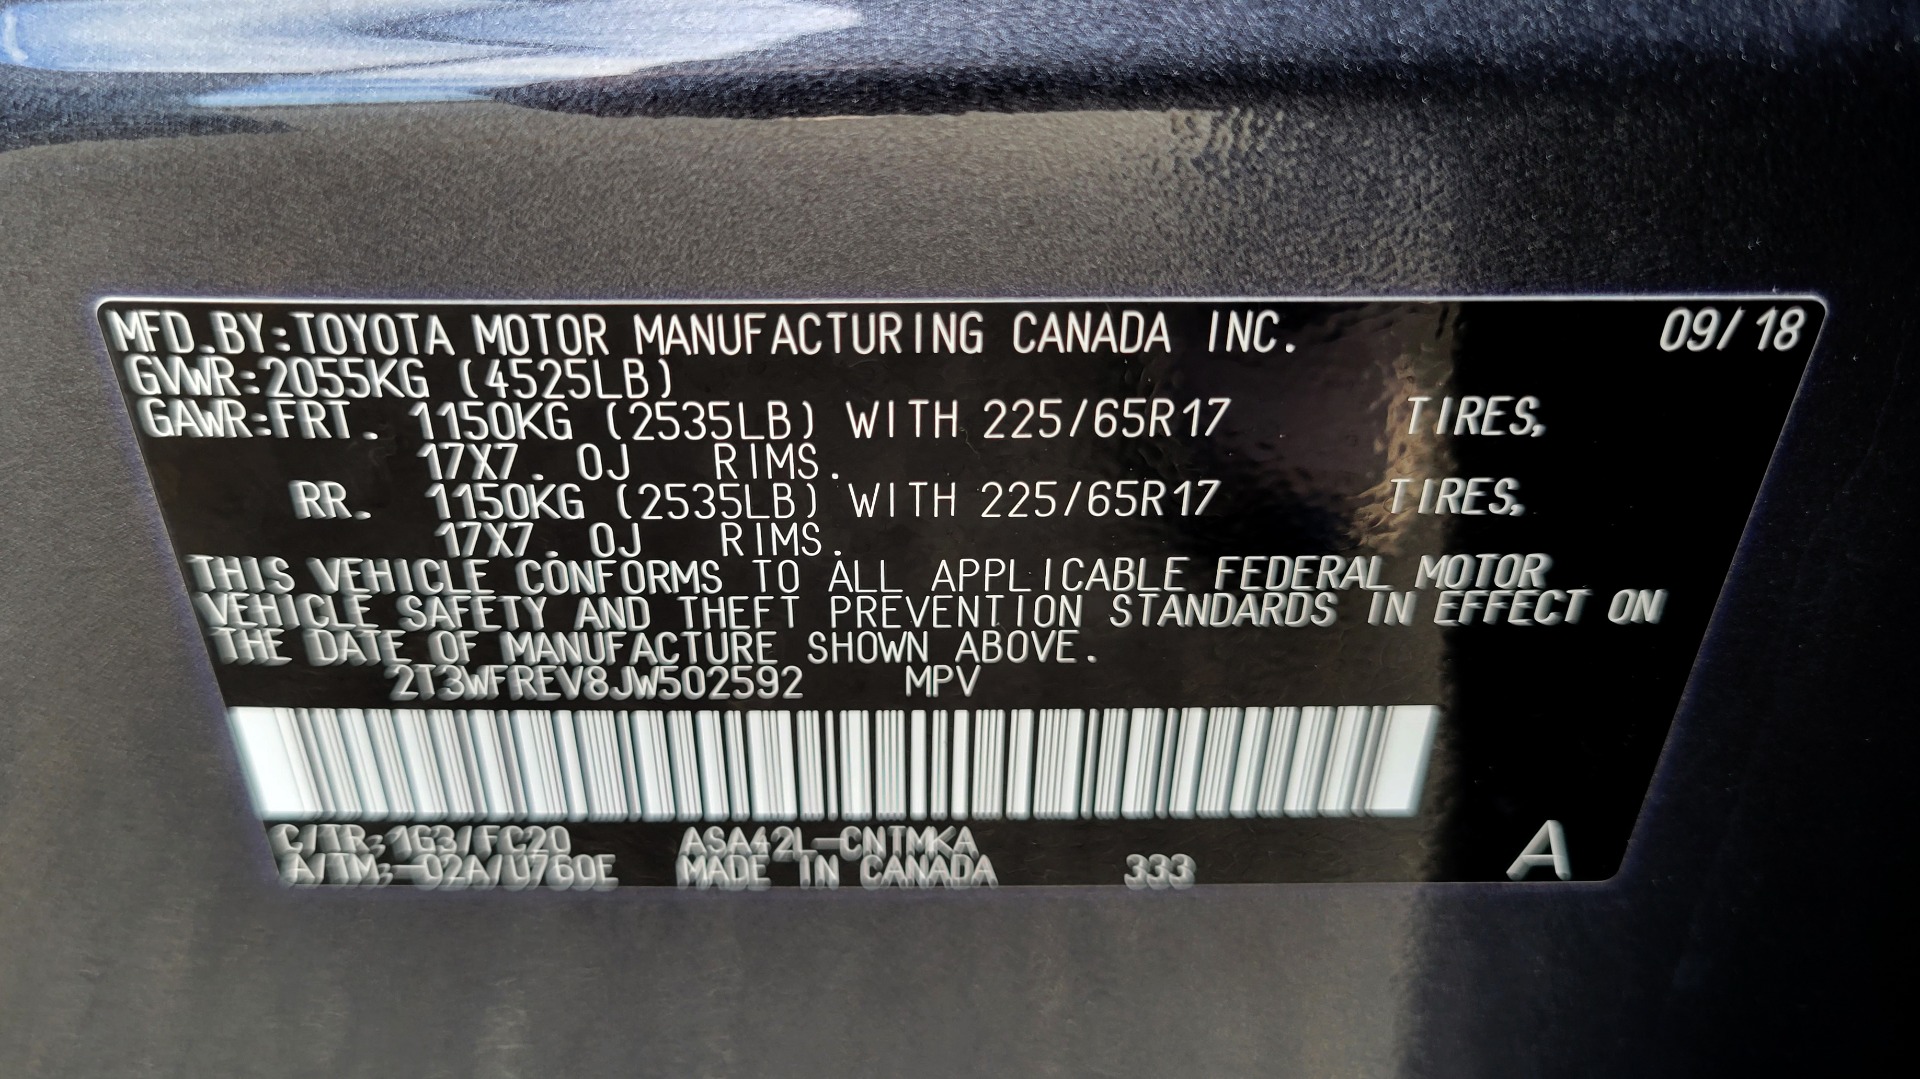 MFD.BY:TOYOTA MOTOR MANUFACTURING CANADA INC. 09/18
GVWR:2055KG (4525LB)
GAWR:FRT. 1150KG (2535LB) WITH 225/65R17 TIRES,
17X7.0J RIMS.
RR. 1150KG (2535LB) WITH 225/65R17 TIRES,
17X7.0J RIMS.
THIS VEHICLE CONFORMS TO ALL APPLICABLE FEDERAL MOTOR
VEHICLE SAFETY AND THEFT PREVENTION STANDARDS IN EFFECT ON
THE DATE OF MANUFACTURE SHOWN ABOVE.
2T3WFREV8JW502592 MPV
C/TR:1G3/FC20 ASA42L-CNTMKA
A/TM:-02A/U760E MADE IN CANADA 333 A